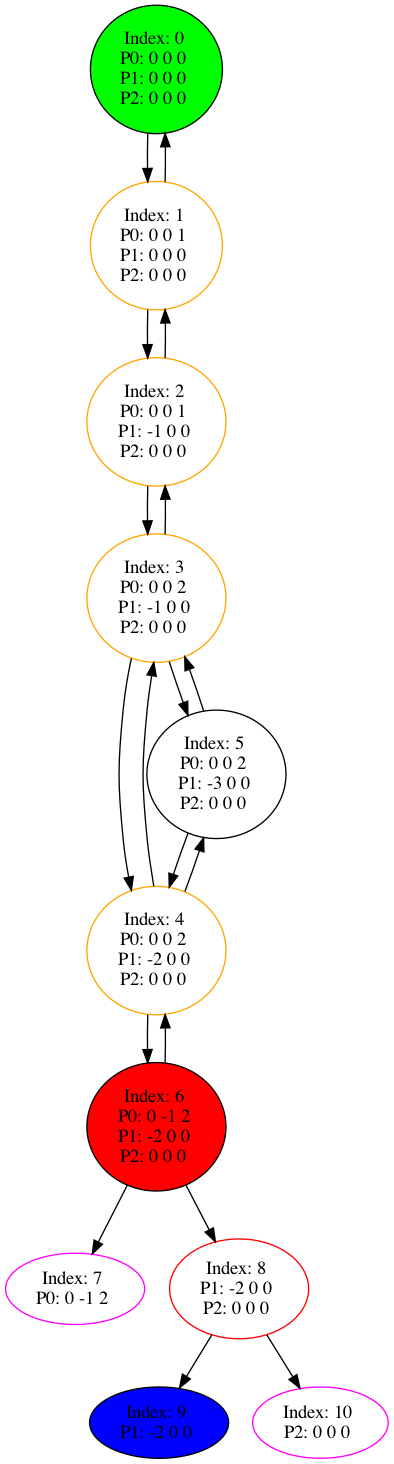 Index: 0
P0: 0 0 0
P1: 0 0 0
P2: 0 0 0
Index: 1
P0: 0 0 1
P1: 0 0 0
P2: 0 0 0
Index: 2
P0: 0 0 1
P1: -1 0 0
P2: 0 0 0
Index: 3
P0: 0 0 2
P1: -1 0 0
P2: 0 0 0
Index: 5
P0: 0 0 2
P1: -3 0 0
P2: 0 0 0
Index: 4
P0: 0 0 2
P1: -2 0 0
P2: 0 0 0
Index: 6
P0: 0 -1 2
P1: -2 0 0
P2: 0 0 0
Index: 7
P0: 0 -1 2
Index: 8
P1: -2 0 0
P2: 0 0 0
Index: 9
P1: -2 0 0
Index: 10
P2: 0 0 0